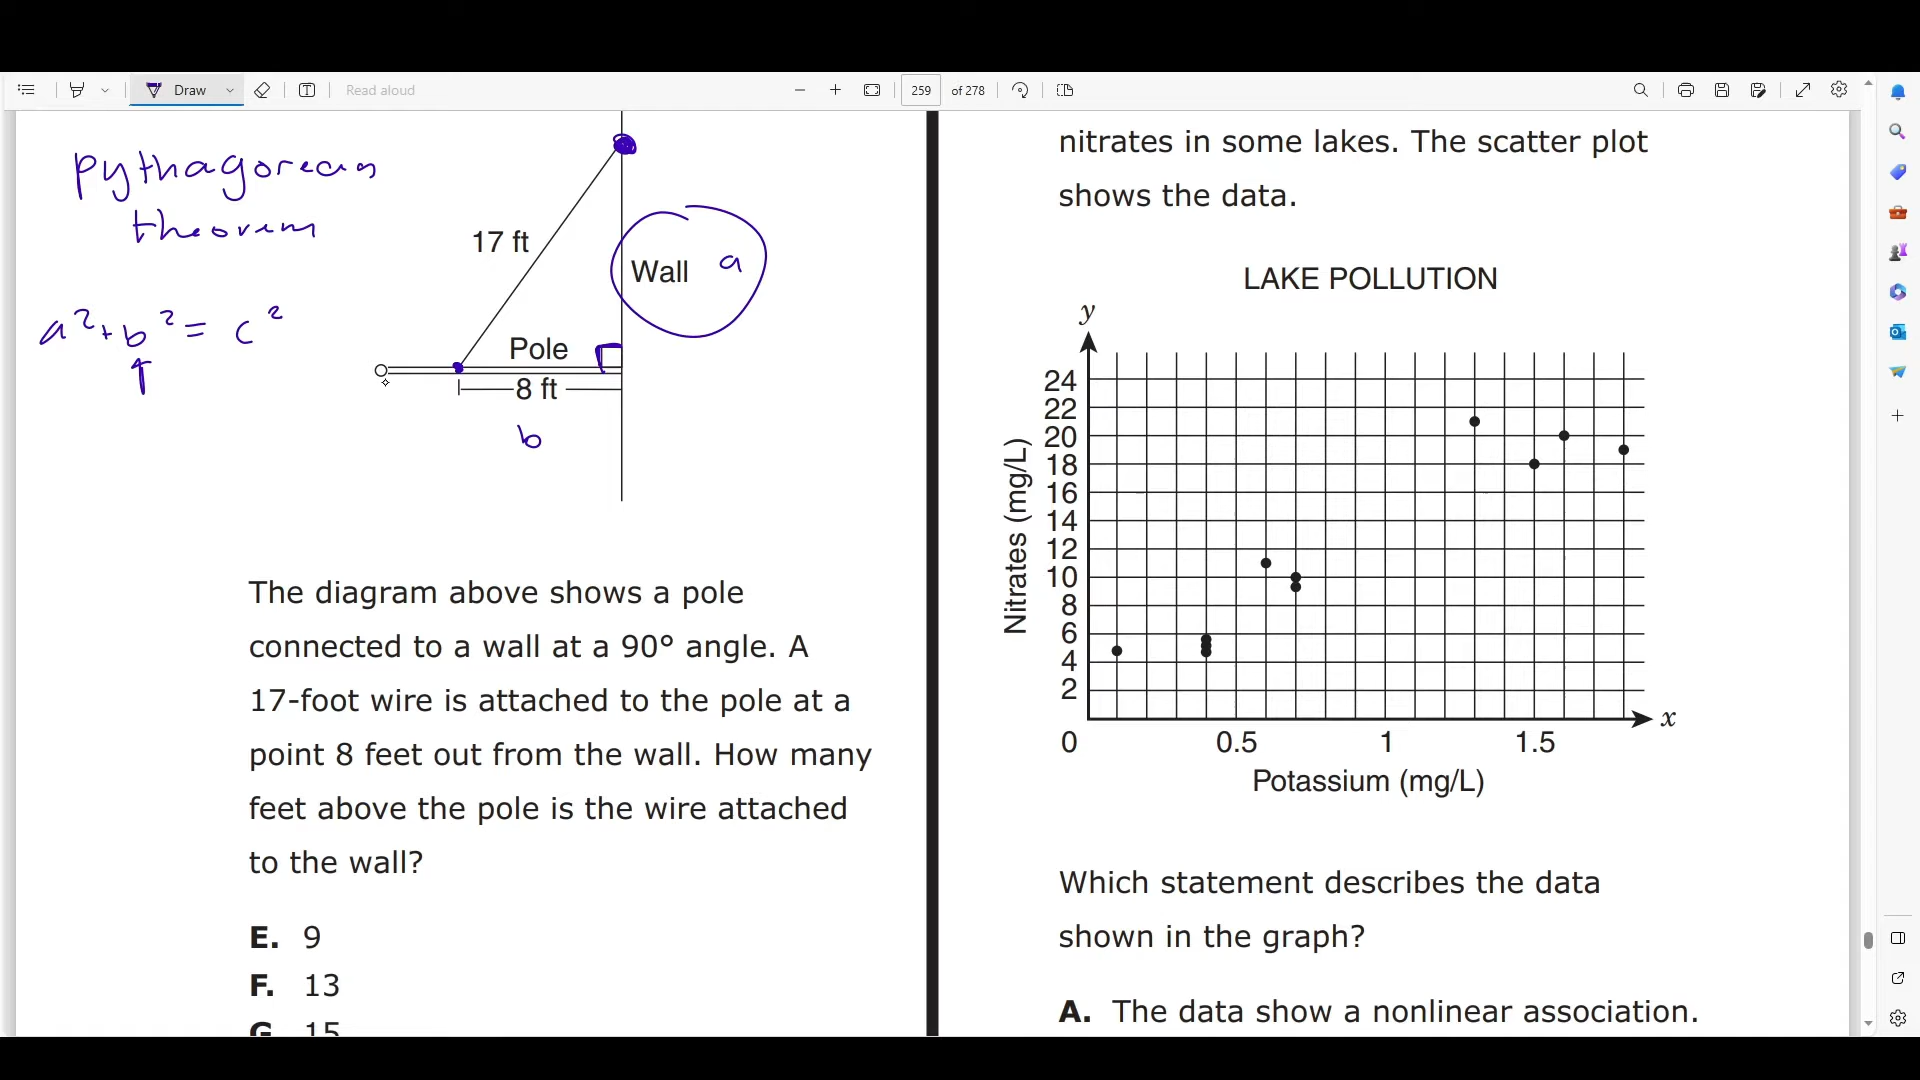 Draw
Read aloud
259 of 278
pythagorean
theorem
a² + b² = c²
17 ft
Wall a
Pole
8 ft
b
The diagram above shows a pole
connected to a wall at a 90° angle. A
17-foot wire is attached to the pole at a
point 8 feet out from the wall. How many
feet above the pole is the wire attached
to the wall?
E. 9
F. 13
G. 15
nitrates in some lakes. The scatter plot
shows the data.
LAKE POLLUTION
y
Nitrates (mg/L)
24
22
20
18
16
14
12
10
8
6
4
2
0 0.5 1 1.5
x
Potassium (mg/L)
Which statement describes the data
shown in the graph?
A. The data show a nonlinear association.